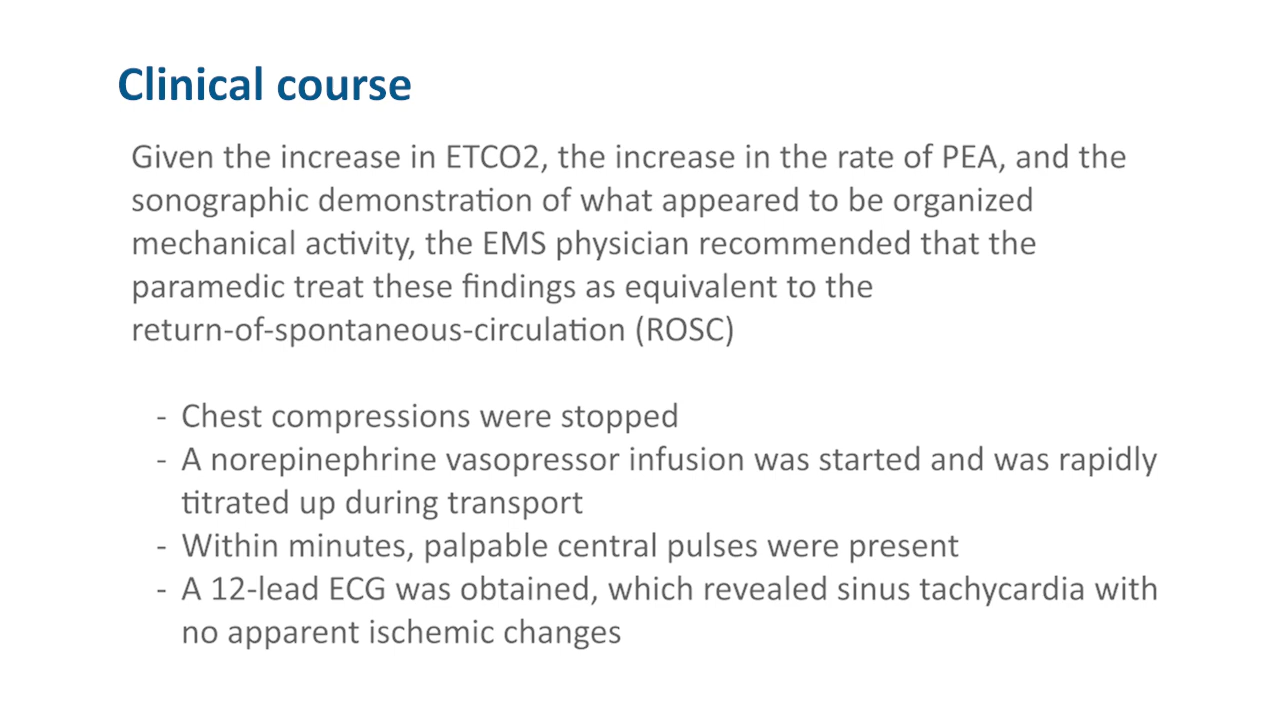 Clinical course
Given the increase in ETCO2, the increase in the rate of PEA, and the
sonographic demonstration of what appeared to be organized
mechanical activity, the EMS physician recommended that the
paramedic treat these findings as equivalent to the
return-of-spontaneous-circulation (ROSC)
- Chest compressions were stopped
- A norepinephrine vasopressor infusion was started and was rapidly
titrated up during transport
- Within minutes, palpable central pulses were present
- A 12-lead ECG was obtained, which revealed sinus tachycardia with
no apparent ischemic changes